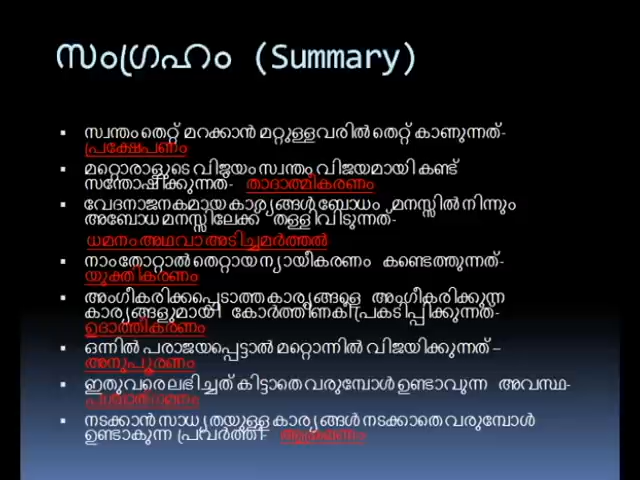 സംഗ്രഹം (Summary)
സ്വന്തം തെറ്റ് മറക്കാൻ മറ്റുള്ളവരിൽ തെറ്റ് കാണുന്നത്-
പ്രക്ഷേപണം
മറ്റൊരാളുടെ വിജയം സ്വന്തം വിജയമായി കണ്ട്
സന്തോഷിക്കുന്നത്- താദാത്മീകരണം
വേദനാജനകമായ കാര്യങ്ങൾ ബോധം മനസ്സിൽ നിന്നും
അബോധ മനസ്സിലേക്ക് തള്ളിവിടുന്നത്-
ധമനം അഥവാ അടിച്ചമർത്തൽ
നാം തോറ്റാൽ തെറ്റായ ന്യായീകരണം കണ്ടെത്തുന്നത്-
യുക്തികരണം
അംഗീകരിക്കപ്പെടാത്ത കാര്യങ്ങളെ അംഗീകരിക്കുന്ന
കാര്യങ്ങളുമായി കോർത്തിണക്കി പ്രകടിപ്പിക്കുന്നത്-
ഉദാത്തീകരണം
ഒന്നിൽ പരാജയപ്പെട്ടാൽ മറ്റൊന്നിൽ വിജയിക്കുന്നത് –
അനുപൂരണം
ഇതുവരെ ലഭിച്ചത് കിട്ടാതെ വരുമ്പോൾ ഉണ്ടാവുന്ന അവസ്ഥ-
പശ്ചാത്ഗമനം
നടക്കാൻ സാധ്യതയുള്ള കാര്യങ്ങൾ നടക്കാതെ വരുമ്പോൾ
ഉണ്ടാകുന്ന പ്രവർത്തി- ആക്രമണം